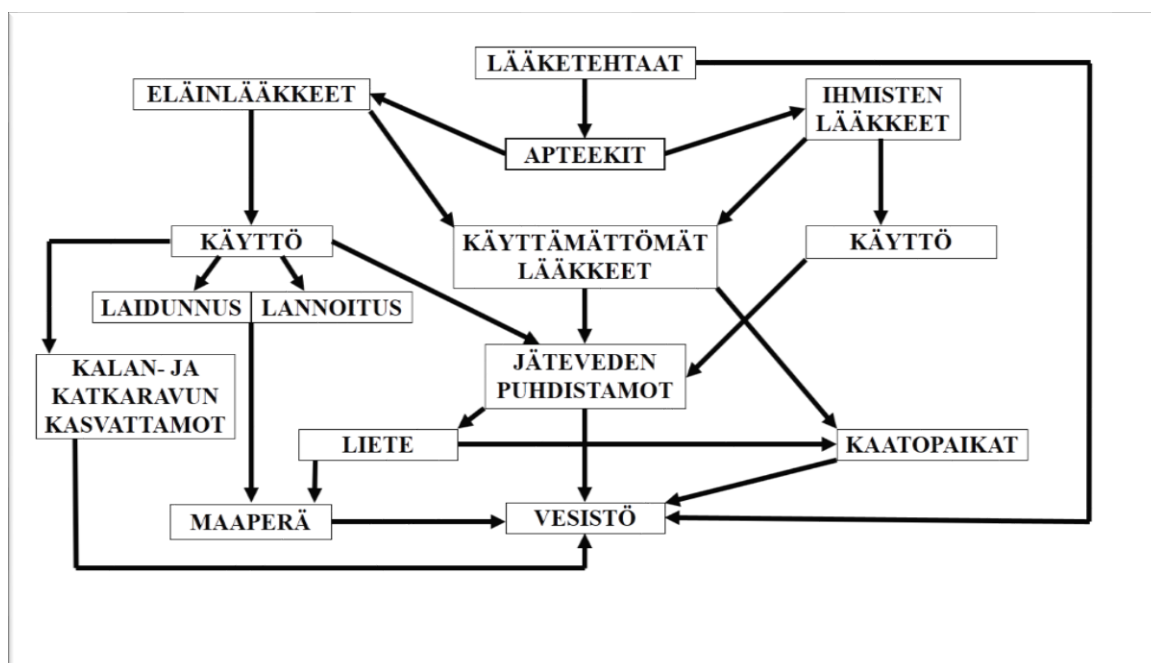 LÄÄKETEHTAAT
ELÄINLÄÄKKEET
IHMISTEN
LÄÄKKEET
APTEEKIT
KÄYTTÖ
KÄYTTÄMÄTTÖMÄT
LÄÄKKEET
KÄYTTÖ
LAIDUNNUS
LANNOITUS
KALAN- JA
KATKARAVUN
KASVATTAMOT
JÄTEVEDEN
PUHDISTAMOT
LIETE
KAATOPAIKAT
MAAPERÄ
VESISTÖ